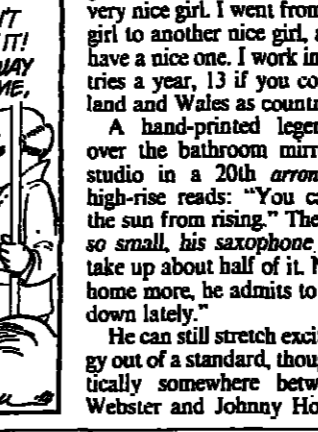 IT!
WAY
ME,
very nice girl. I went from
girl to another nice girl, a
have a nice one. I work in
tries a year, 13 if you co
land and Wales as countr
A hand-printed leger
over the bathroom mirr
studio in a 20th arron
high-rise reads: "You ca
the sun from rising." The
so small, his saxophone
take up about half of it. M
home more, he admits to
down lately."
He can still stretch exci
gy out of a standard, thoug
tically somewhere betw
Webster and Johnny Ho